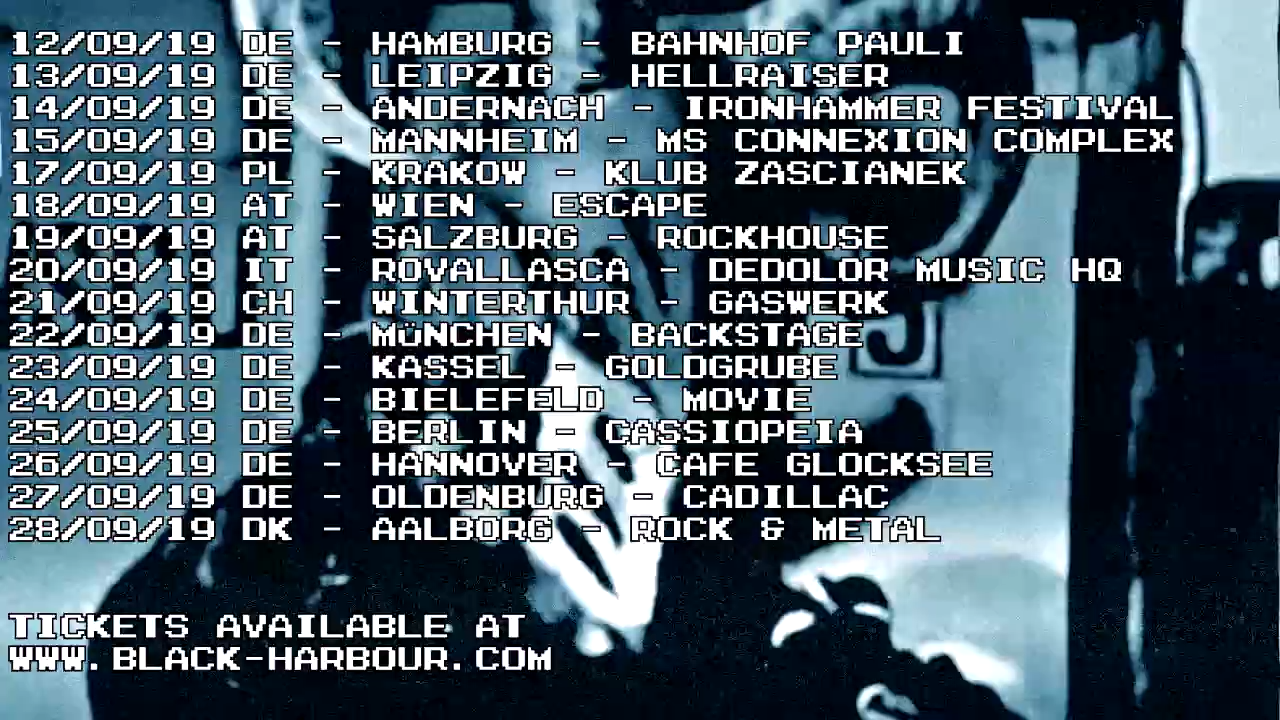 12/09/19 DE - HAMBURG - BAHNHOF PAULI
13/09/19 DE - LEIPZIG - HELLRAISER
14/09/19 DE - ANDERNACH - IRONHAMMER FESTIVAL
15/09/19 DE - MANNHEIM - MS CONNEXION COMPLEX
17/09/19 PL - KRAKOW - KLUB ZASCIANEK
18/09/19 AT - WIEN - ESCAPE
19/09/19 AT - SALZBURG - ROCKHOUSE
20/09/19 IT - ROVALLASCA - DEDOLOR MUSIC HQ
21/09/19 CH - WINTERTHUR - GASWERK
22/09/19 DE - MüNCHEN - BACKSTAGE
23/09/19 DE - KASSEL - GOLDGRUBE
24/09/19 DE - BIELEFELD - MOVIE
25/09/19 DE - BERLIN - CASSIOPEIA
26/09/19 DE - HANNOVER - CAFE GLOCKSEE
27/09/19 DE - OLDENBURG - CADILLAC
28/09/19 DK - AALBORG - ROCK & METAL
TICKETS AVAILABLE AT
WWW.BLACK-HARBOUR.COM